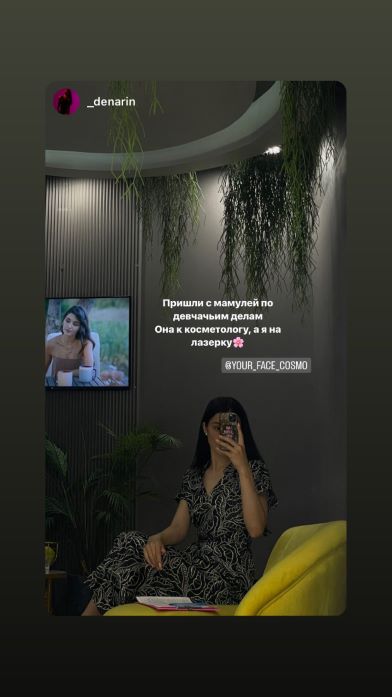 _denarin
Пришли с мамулей по
девчачьим делам
Она к косметологу, а я на
лазерку🌸
@YOUR_FACE_COSMO